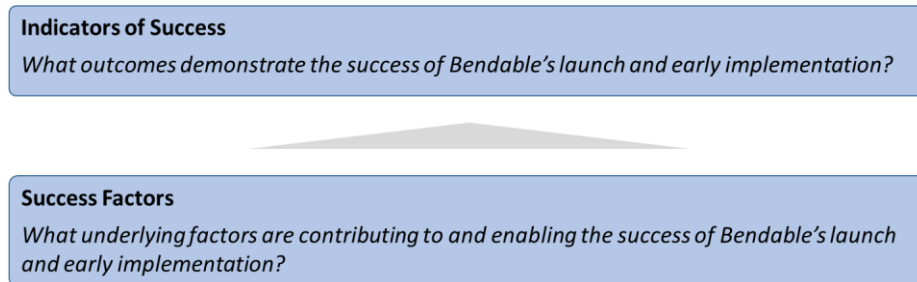 Indicators of Success
What outcomes demonstrate the success of Bendable's launch and early implementation?
Success Factors
What underlying factors are contributing to and enabling the success of Bendable's launch
and early implementation?